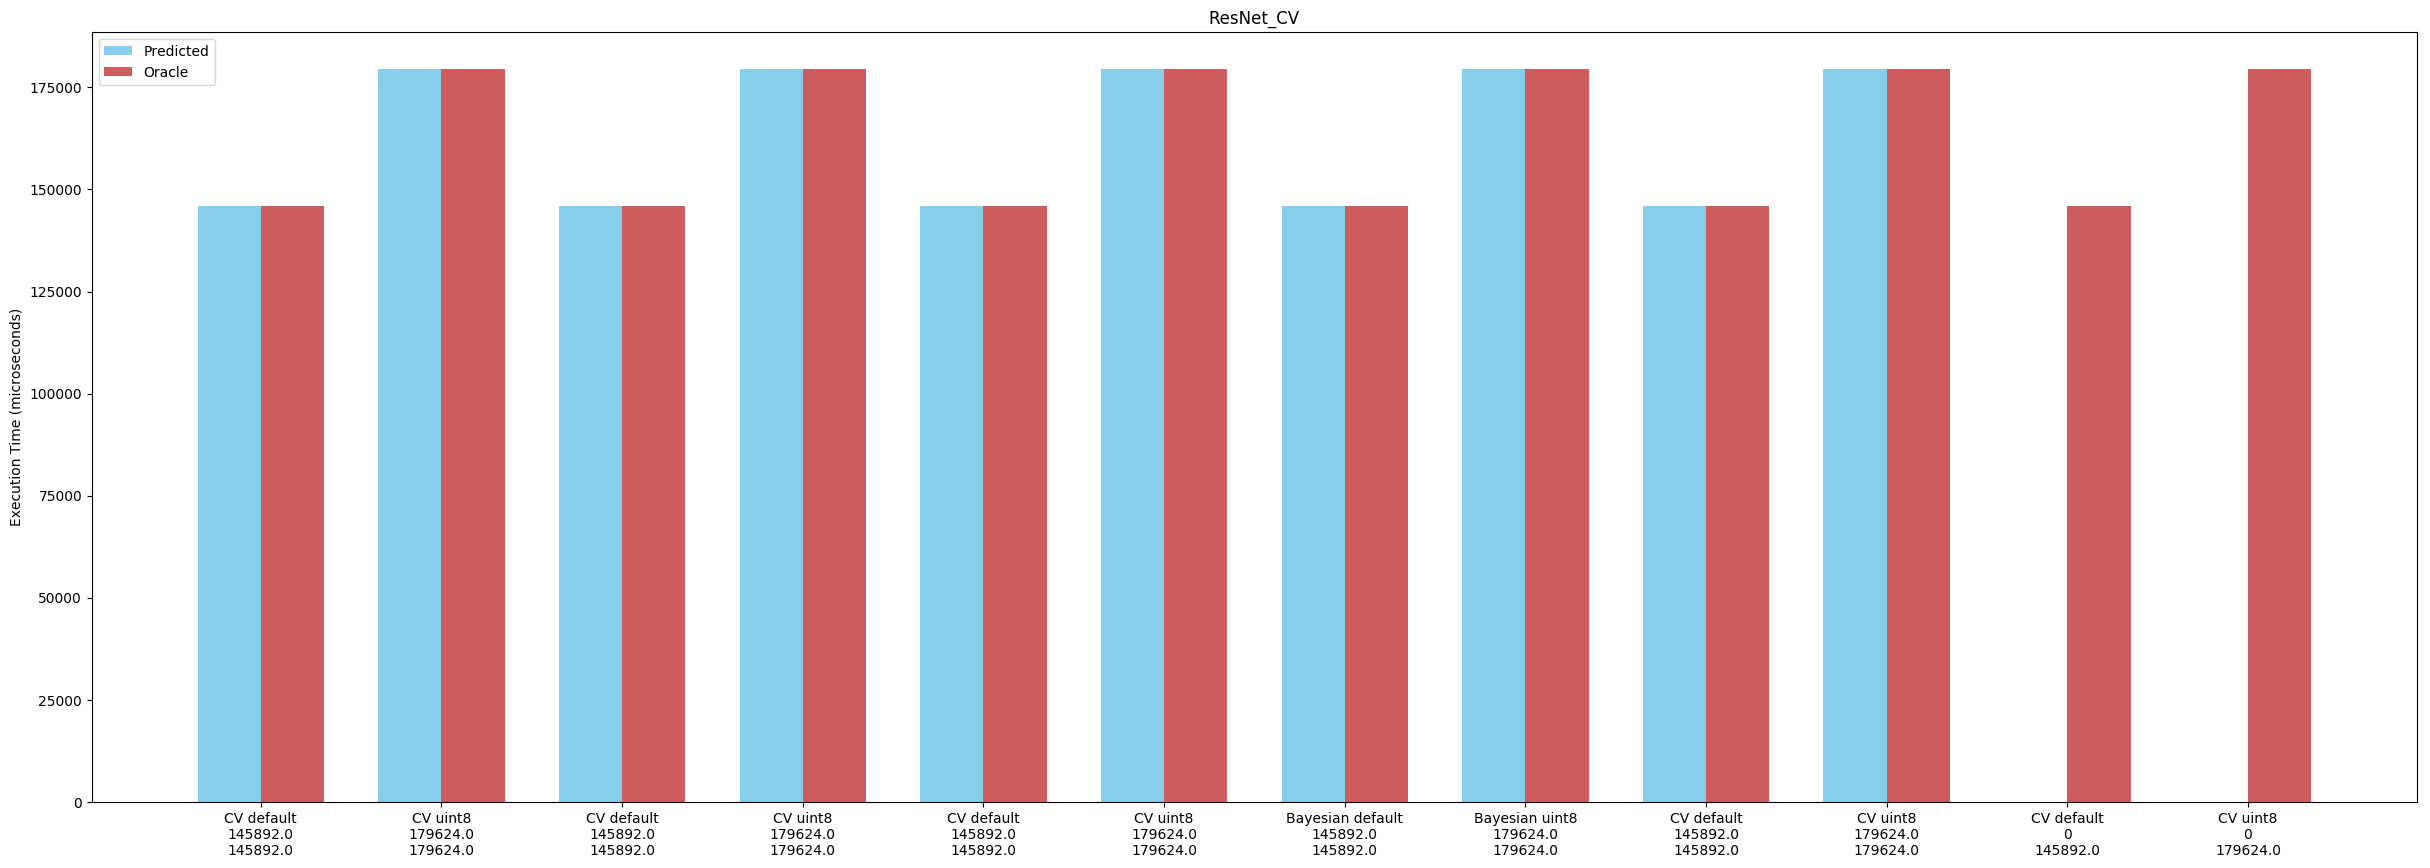 ResNet_CV
Predicted
Oracle
Execution Time (microseconds)
175000
150000
125000
100000
75000
50000
25000
0
CV default
145892.0
145892.0
CV uint8
179624.0
179624.0
CV default
145892.0
145892.0
CV uint8
179624.0
179624.0
CV default
145892.0
145892.0
CV uint8
179624.0
179624.0
Bayesian default
145892.0
145892.0
Bayesian uint8
179624.0
179624.0
CV default
145892.0
145892.0
CV uint8
179624.0
179624.0
CV default
0
145892.0
CV uint8
0
179624.0